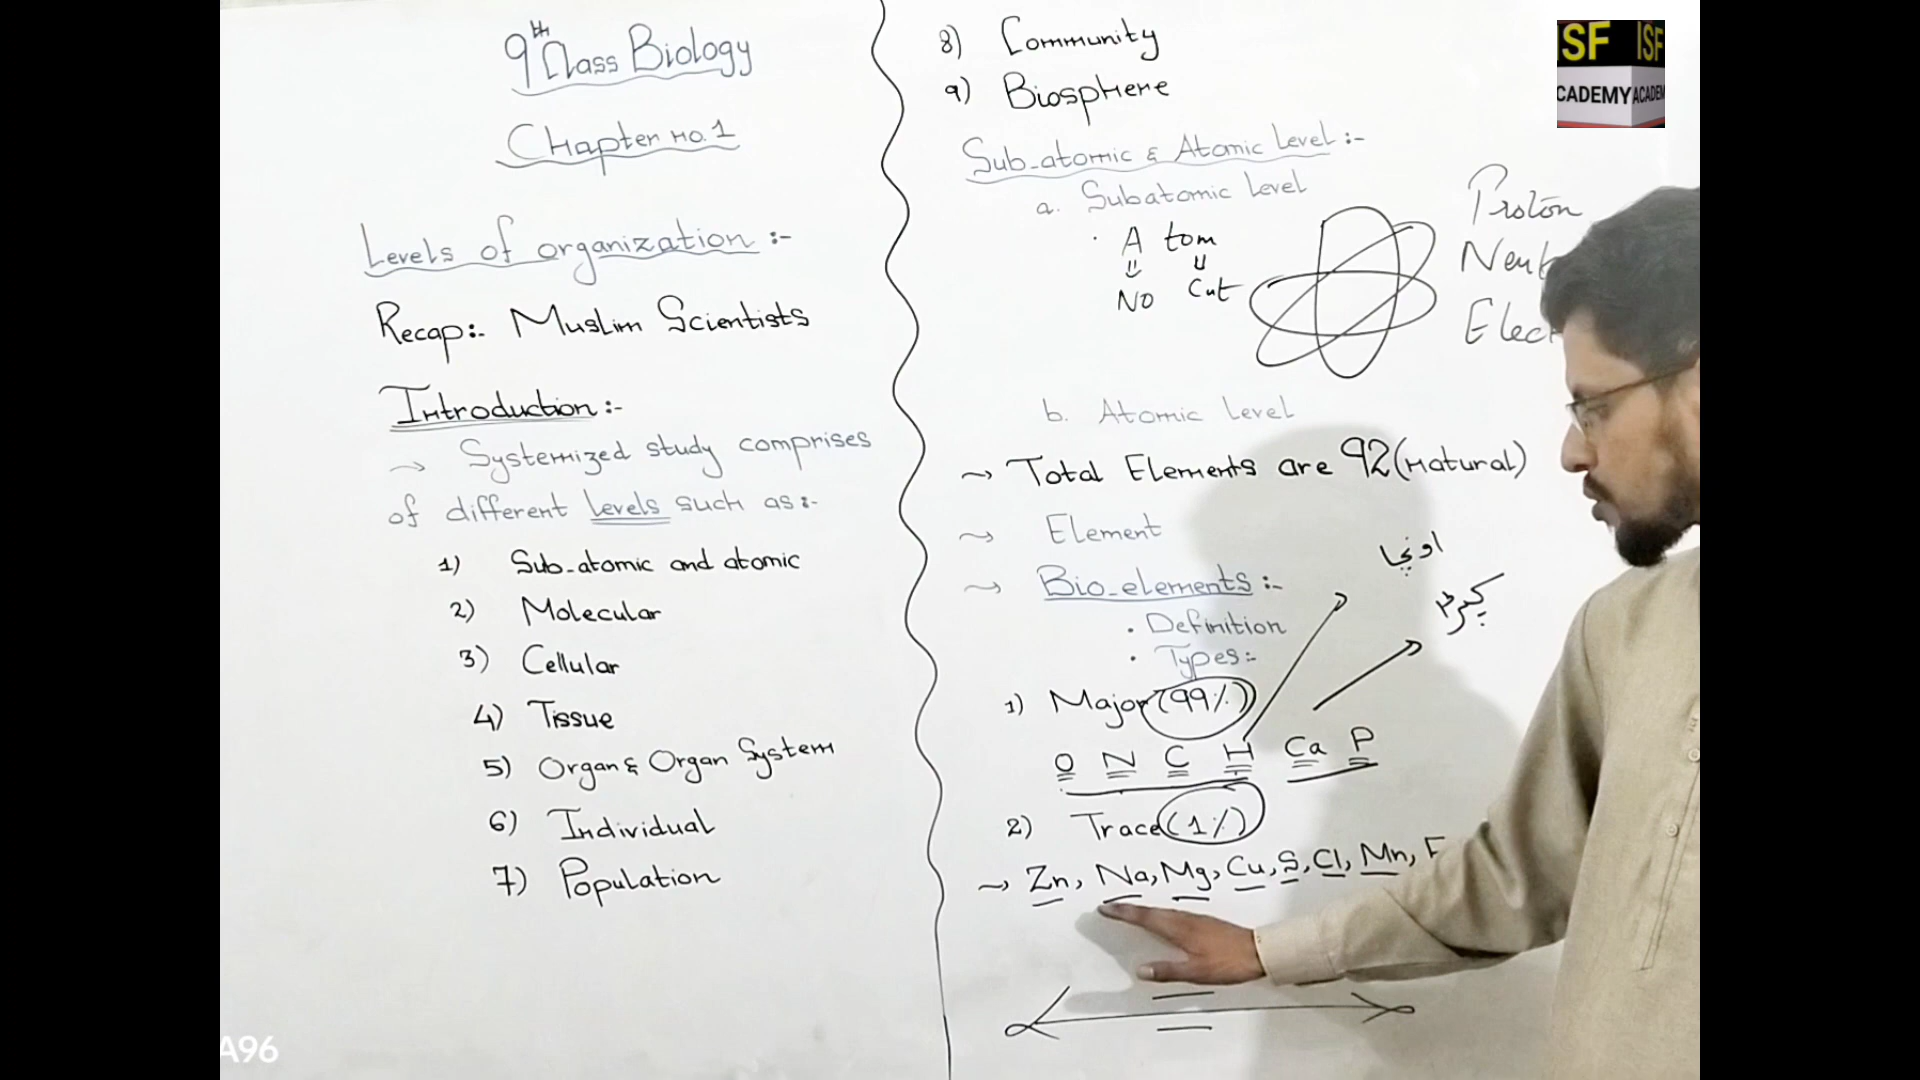 9th Class Biology
Chapter no. 1
Levels of organization :-
Recap:- Muslim Scientists
Introduction :-
→ Systemized study comprises
of different levels such as :-
1) Sub-atomic and atomic
2) Molecular
3) Cellular
4) Tissue
5) Organ & Organ System
6) Individual
7) Population
8) Community
9) Biosphere
Sub-atomic & Atomic Level :-
a. Subatomic Level
· A tom
NO Cut
Proton
Neut
Elec
b. Atomic Level
→ Total Elements are 92 (natural)
→ Element
→ Bio-elements :-
· Definition
· Types :-
1) Major (99%)
O N C H Ca P
2) Trace (1%)
→ Zn, Na, Mg, Cu, S, Cl, Mn, F
اونچا
ISF ISF
CADEMY ACADEM
A96